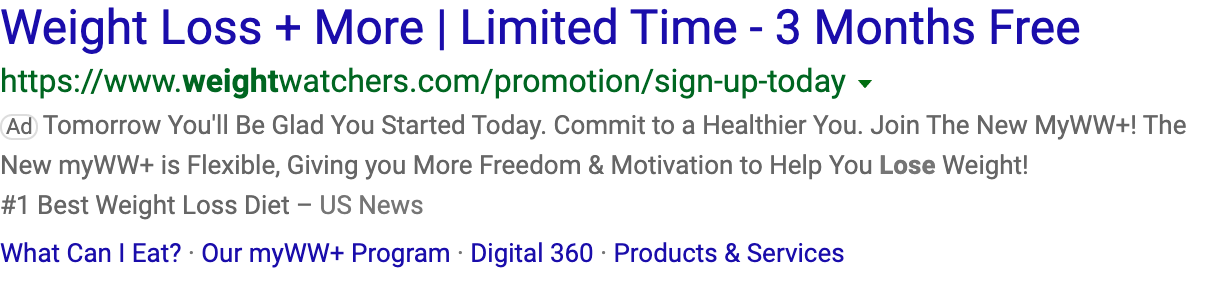 Weight Loss + More | Limited Time - 3 Months Free
https://www.weightwatchers.com/promotion/sign-up-today
Ad Tomorrow You'll Be Glad You Started Today. Commit to a Healthier You. Join The New MyWW+! The
New myWW+ is Flexible, Giving you More Freedom & Motivation to Help You Lose Weight!
#1 Best Weight Loss Diet – US News
What Can I Eat? · Our myWW+ Program · Digital 360 · Products & Services